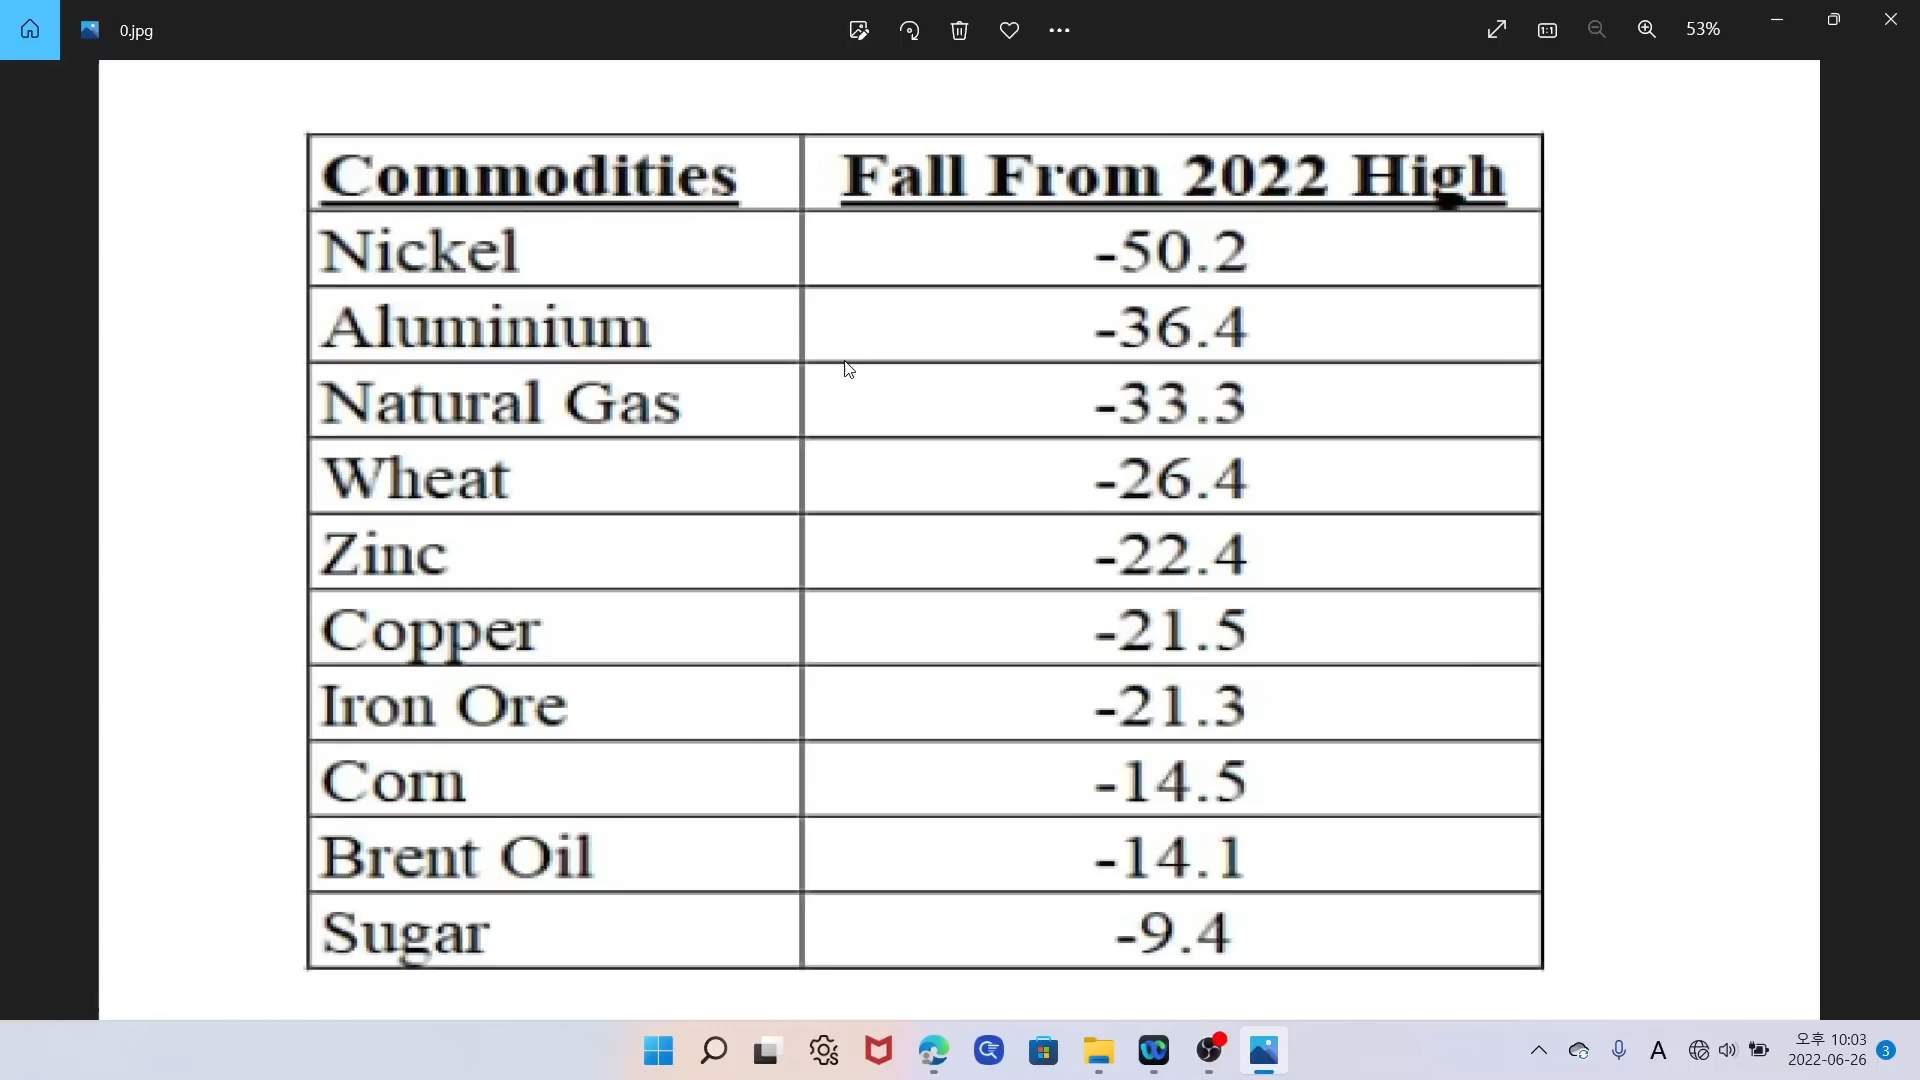 0.jpg
53%
Commodities Fall From 2022 High
Nickel -50.2
Aluminium -36.4
Natural Gas -33.3
Wheat -26.4
Zinc -22.4
Copper -21.5
Iron Ore -21.3
Corn -14.5
Brent Oil -14.1
Sugar -9.4
A
오후 10:03
2022-06-26
3